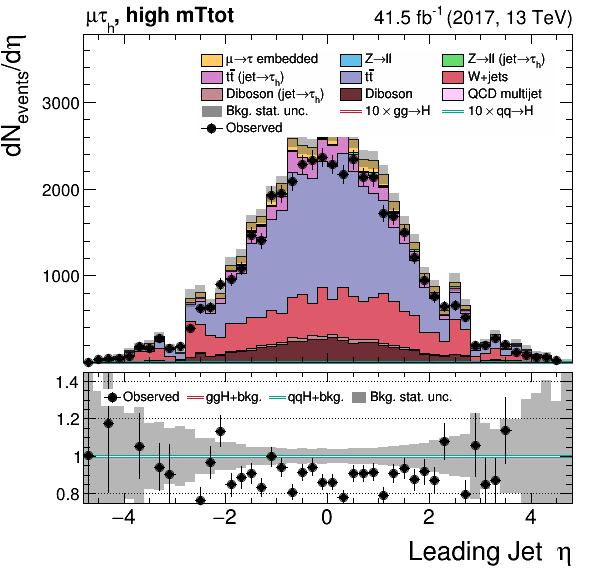 μτh, high mTtot
41.5 fb⁻¹ (2017, 13 TeV)
dNevents/dη
μ→τ embedded
Z→ll
Z→ll (jet→τh)
tt̄ (jet→τh)
tt̄
W+jets
Diboson (jet→τh)
Diboson
QCD multijet
Bkg. stat. unc.
10 × gg→H
10 × qq→H
Observed
3000
2000
1000
Observed
ggH+bkg.
qqH+bkg.
Bkg. stat. unc.
1.4
1.2
1
0.8
−4
−2
0
2
4
Leading Jet η